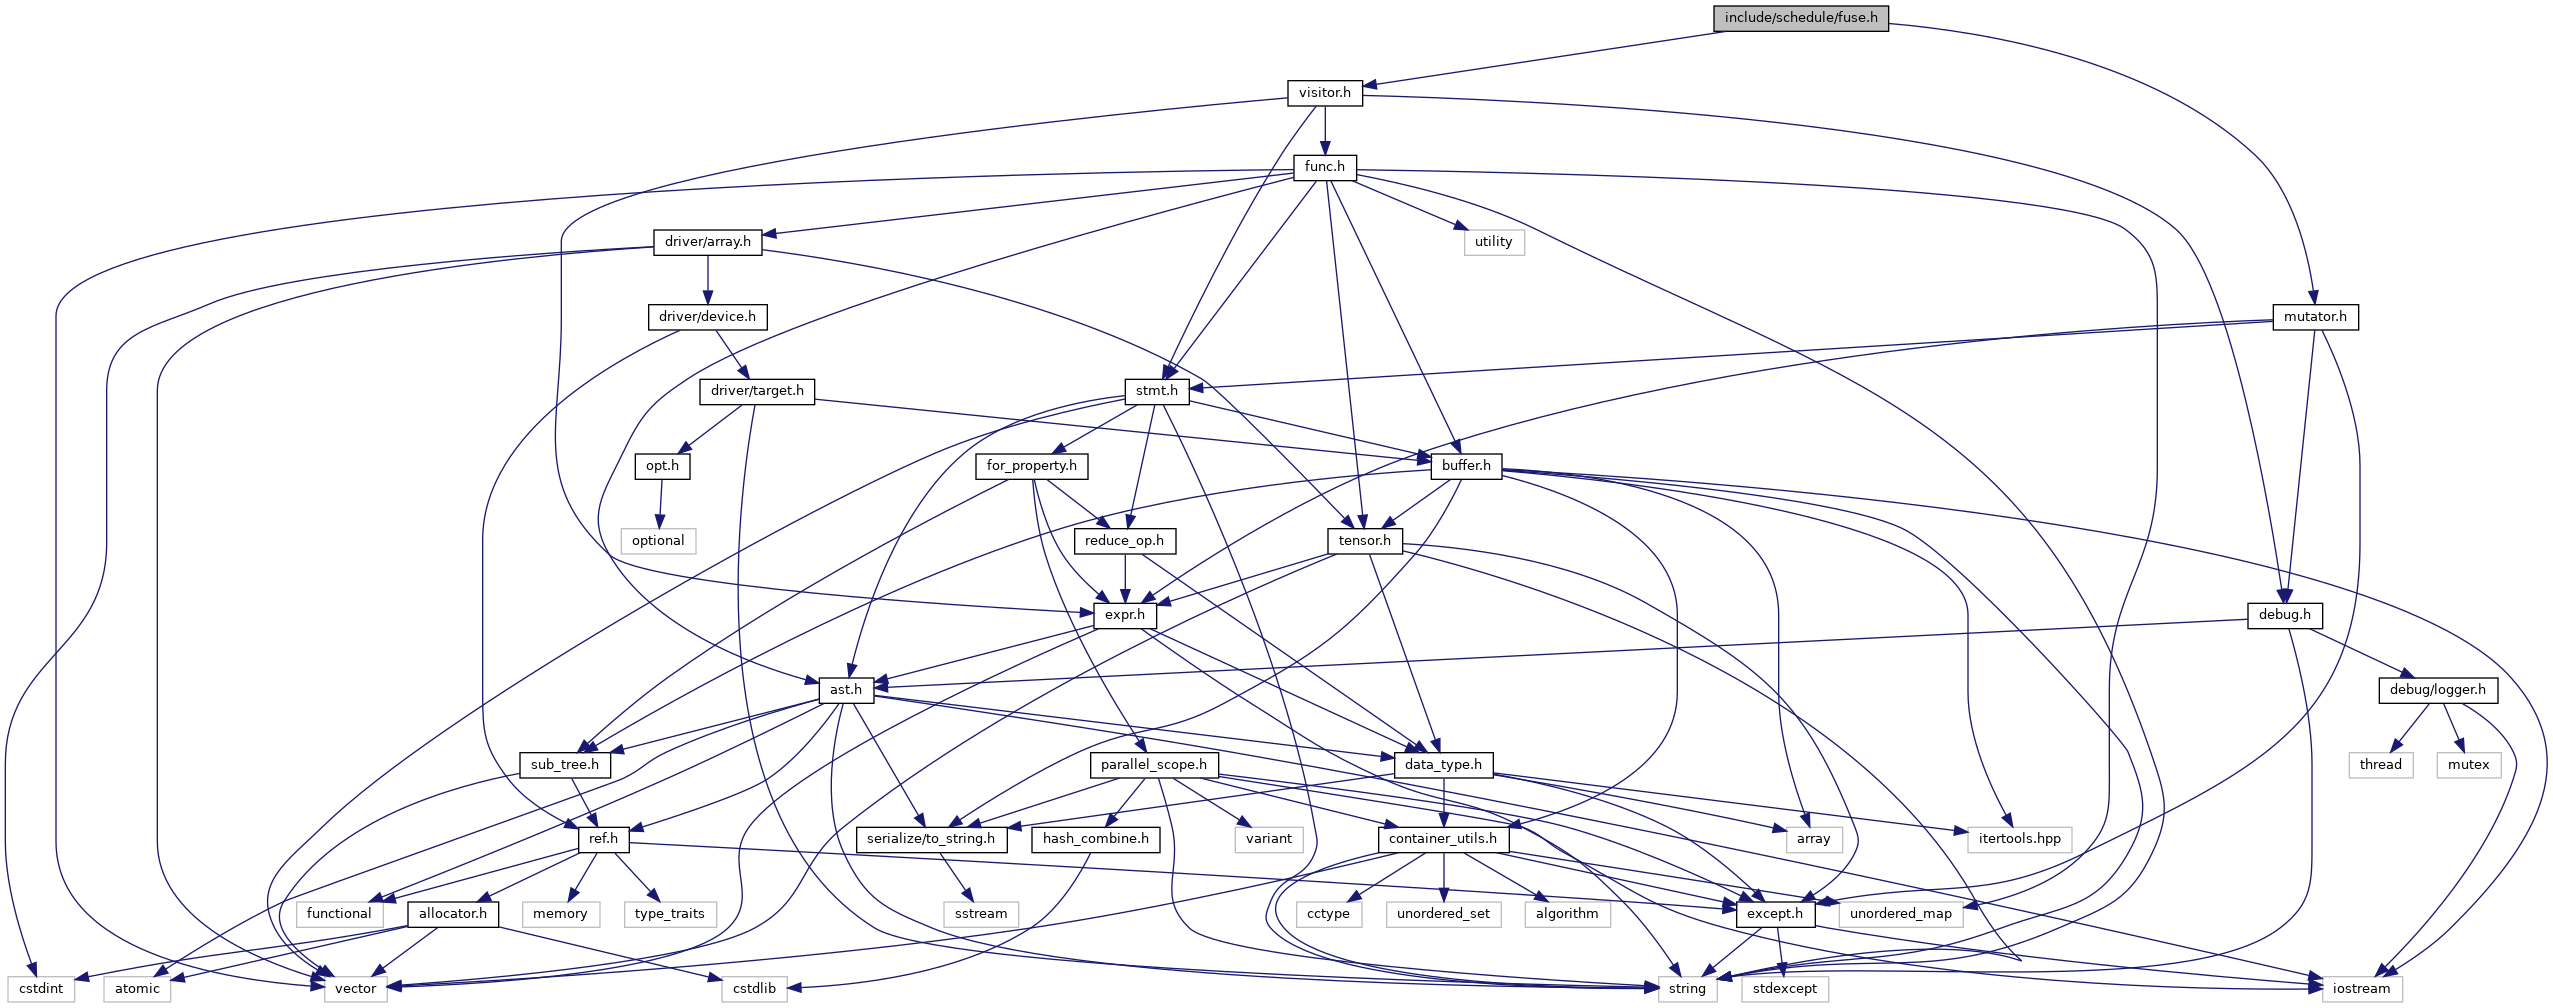 include/schedule/fuse.h
visitor.h
func.h
driver/array.h
utility
driver/device.h
mutator.h
driver/target.h
stmt.h
opt.h
for_property.h
buffer.h
optional
reduce_op.h
tensor.h
expr.h
debug.h
ast.h
debug/logger.h
sub_tree.h
parallel_scope.h
data_type.h
thread
mutex
ref.h
serialize/to_string.h
hash_combine.h
variant
container_utils.h
array
itertools.hpp
functional
allocator.h
memory
type_traits
sstream
cctype
unordered_set
algorithm
except.h
unordered_map
cstdint
atomic
vector
cstdlib
string
stdexcept
iostream